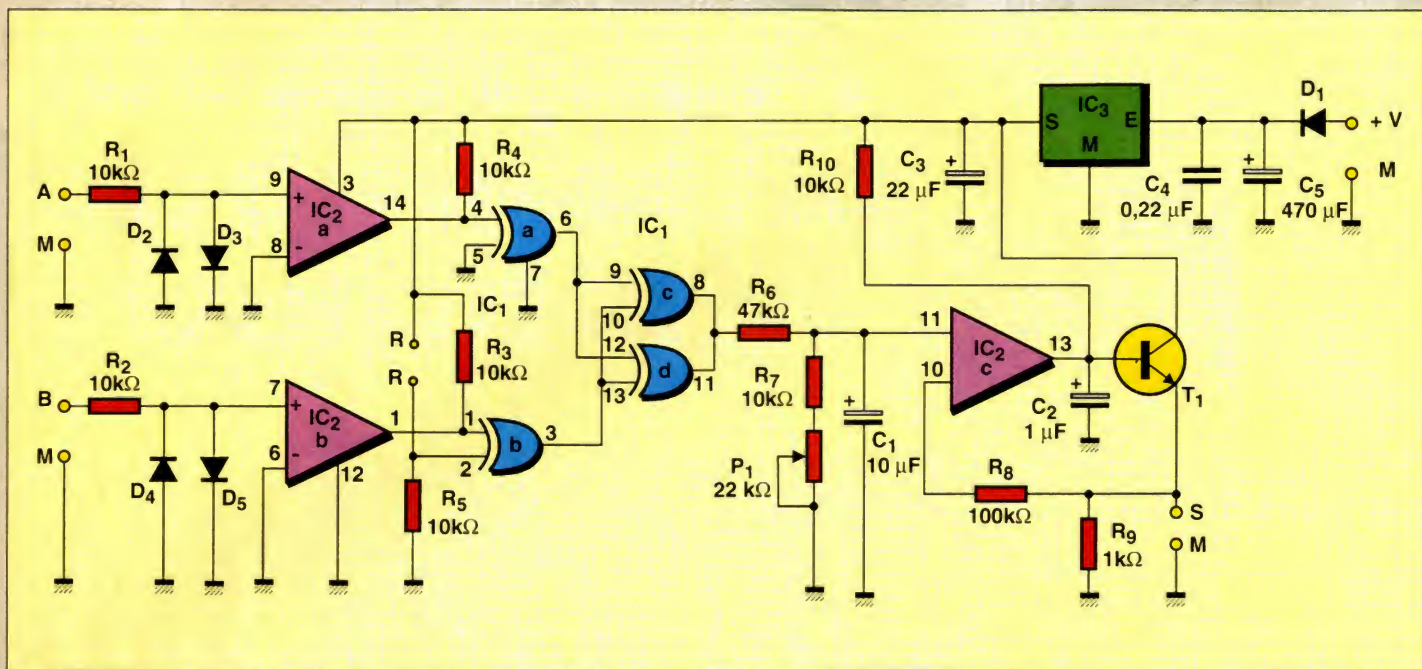 A
M
R1
10kΩ
D2
D3
9
+
8
-
IC2
a
3
14
R4
10kΩ
4
5
a
6
7
IC1
R
R
R3
10kΩ
B
M
R2
10kΩ
D4
D5
7
+
6
-
IC2
b
12
1
1
2
b
3
R5
10kΩ
IC1
9
10
c
8
12
13
d
11
R6
47kΩ
R7
10kΩ
P1
22 kΩ
+
C1
10 µF
R10
10kΩ
+
C3
22 µF
S
IC3
M
E
C4
0,22 µF
+
C5
470 µF
D1
+ V
M
11
10
IC2
c
13
+
C2
1 µF
T1
R8
100kΩ
R9
1kΩ
S
M